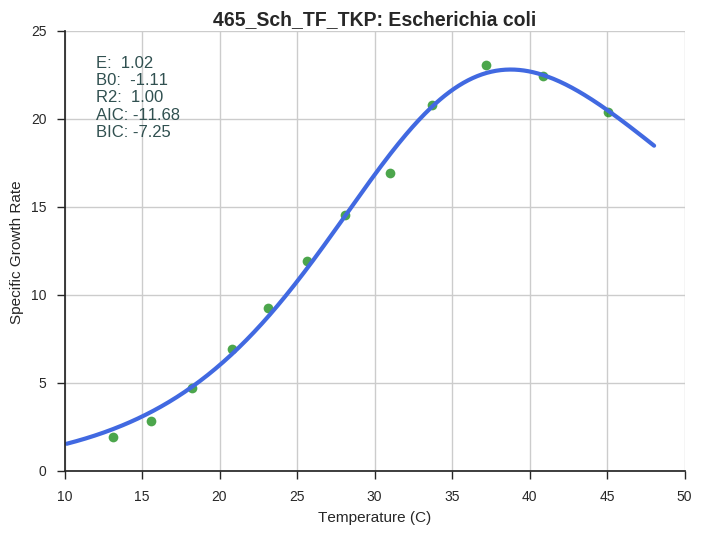 465_Sch_TF_TKP: Escherichia coli
E: 1.02
B0: -1.11
R2: 1.00
AIC: -11.68
BIC: -7.25
Specific Growth Rate
25
20
15
10
5
0
10 15 20 25 30 35 40 45 50
Temperature (C)